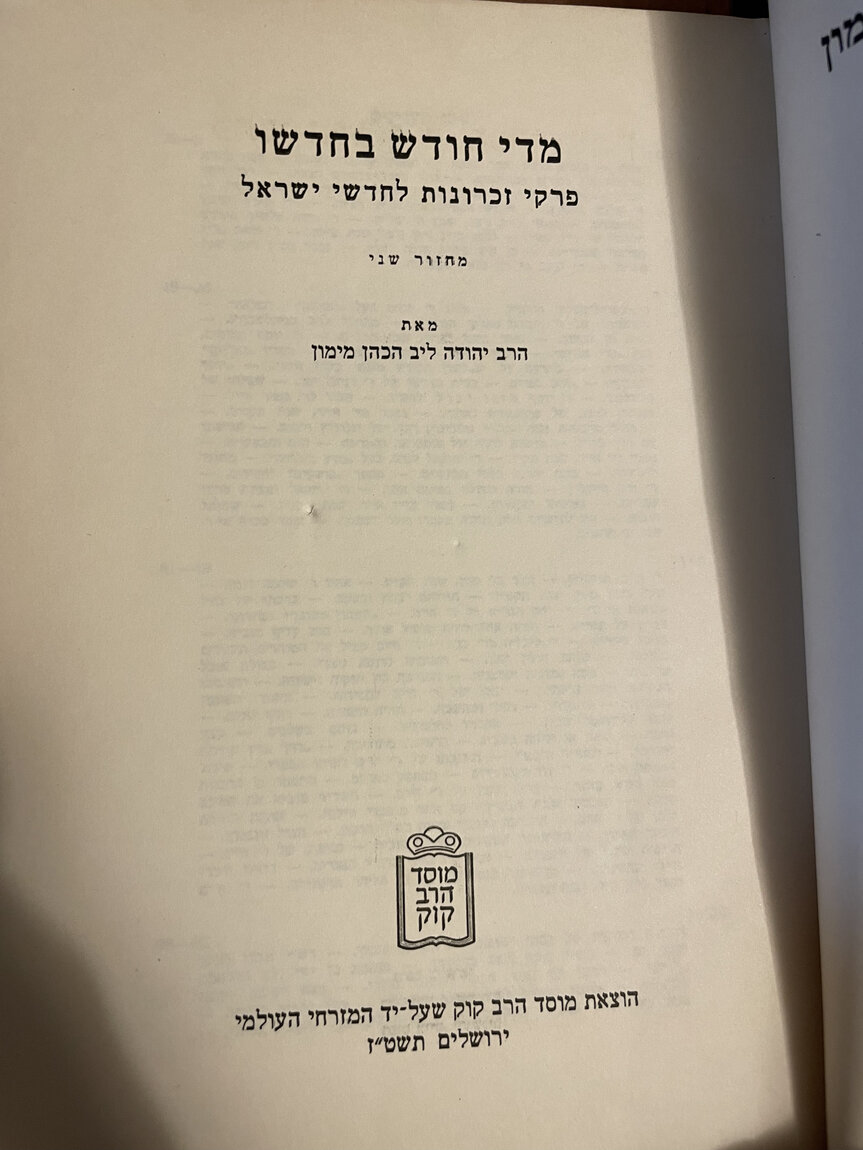 מדי חודש בחדשו
פרקי זכרונות לחדשי ישראל
מחזור שני
מאת
הרב יהודה ליב הכהן מימון
מוסד
הרב
קוק
הוצאת מוסד הרב קוק שעל־יד המזרחי העולמי
ירושלים תשט״ז